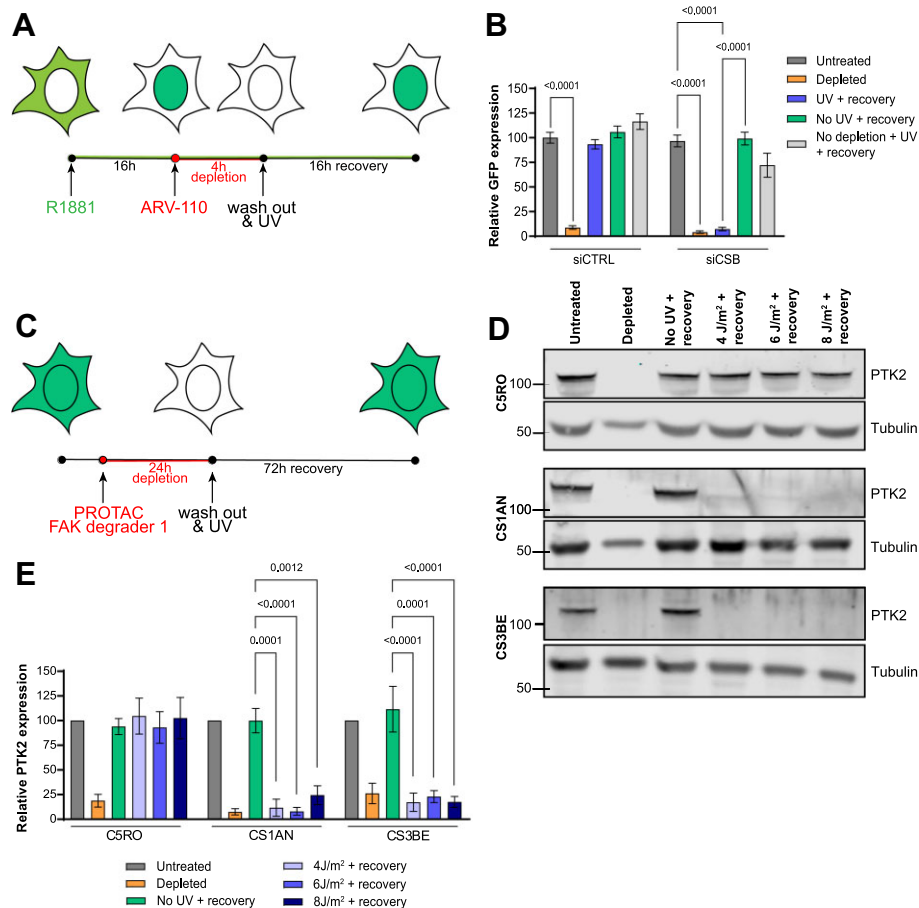 A
16h
4h
depletion
16h recovery
R1881
ARV-110
wash out
& UV
B
<0,0001
<0,0001
<0,0001
<0,0001
Relative GFP expression
150
125
100
75
50
25
0
siCTRL
siCSB
Untreated
Depleted
UV + recovery
No UV + recovery
No depletion + UV
+ recovery
C
24h
depletion
72h recovery
PROTAC
FAK degrader 1
wash out
& UV
D
Untreated
Depleted
No UV +
recovery
4 J/m² +
recovery
6 J/m² +
recovery
8 J/m² +
recovery
C5RO
100
PTK2
50
Tubulin
CS1AN
100
PTK2
50
Tubulin
CS3BE
100
PTK2
50
Tubulin
E
0.0012
<0.0001
0.0001
<0.0001
0.0001
<0.0001
Relative PTK2 expression
150
125
100
75
50
25
0
C5RO
CS1AN
CS3BE
Untreated
Depleted
No UV + recovery
4J/m² + recovery
6J/m² + recovery
8J/m² + recovery